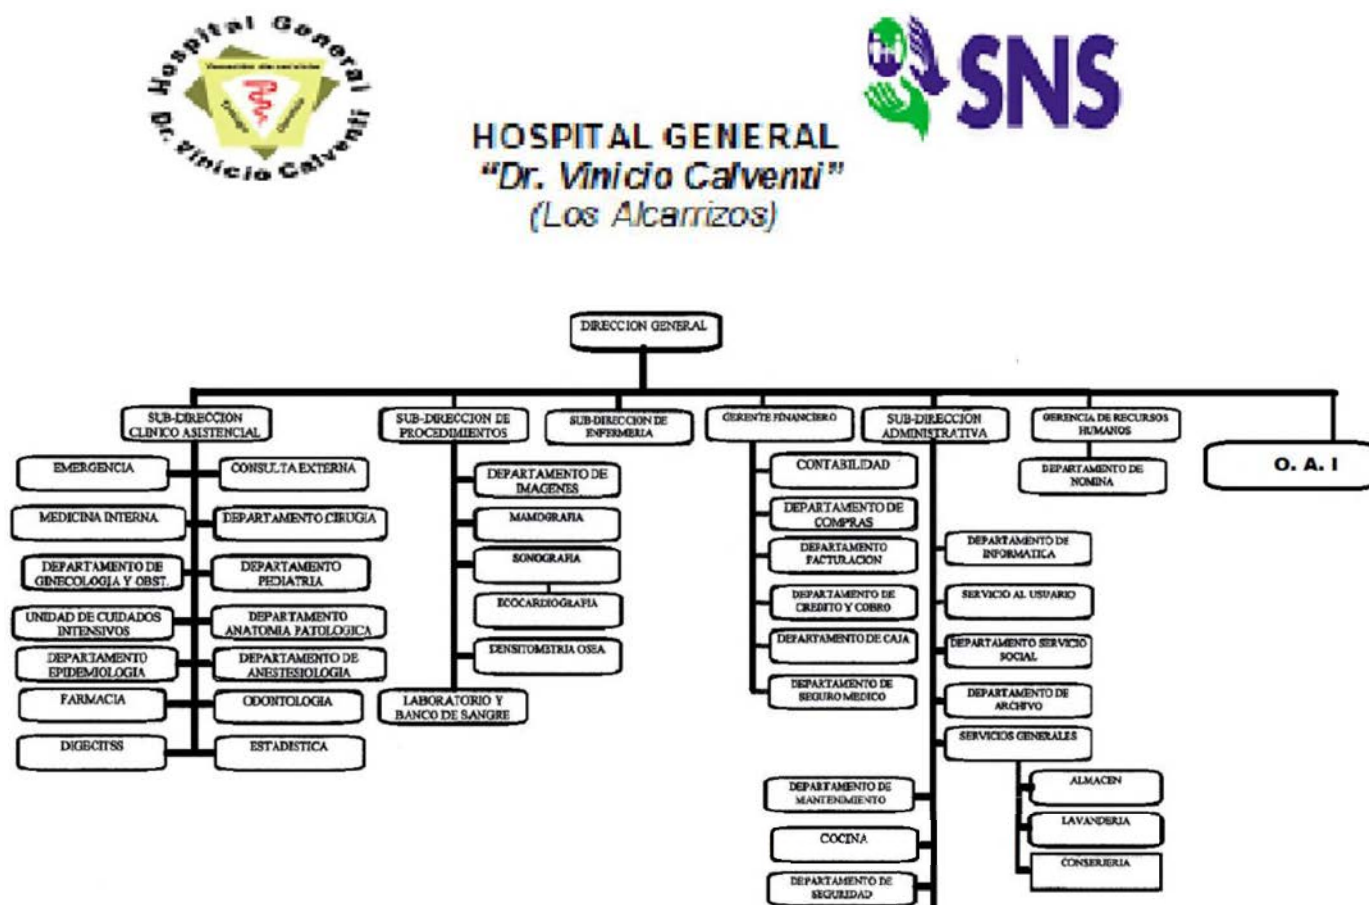 Hospital General
Dr. Vinicio Calventi
SNS
HOSPITAL GENERAL
“Dr. Vinicio Calventi”
(Los Alcarrizos)
DIRECCION GENERAL
SUB-DIRECCION
CLINICO ASISTENCIAL
SUB-DIRECCION DE
PROCEDIMIENTOS
SUB-DIRECCION DE
ENFERMERIA
GERENTE FINANCIERO
SUB-DIRECCIÓN
ADMINISTRATIVA
GERENCIA DE RECURSOS
HUMANOS
O. A. I
EMERGENCIA
CONSULTA EXTERNA
MEDICINA INTERNA
DEPARTAMENTO CIRUGIA
DEPARTAMENTO DE
GINECOLOGIA Y OBST.
DEPARTAMENTO
PEDIATRIA
UNIDAD DE CUIDADOS
INTENSIVOS
DEPARTAMENTO
ANATOMIA PATOLOGICA
DEPARTAMENTO
EPIDEMIOLOGIA
DEPARTAMENTO DE
ANESTESIOLOGIA
FARMACIA
ODONTOLOGIA
DIGECITSS
ESTADISTICA
DEPARTAMENTO DE
IMAGENES
MAMOGRAFIA
SONOGRAFIA
ECOCARDIOGRAFIA
DENSITOMETRIA OSEA
LABORATORIO Y
BANCO DE SANGRE
CONTABILIDAD
DEPARTAMENTO DE
COMPRAS
DEPARTAMENTO
FACTURACION
DEPARTAMENTO DE
CREDITO Y COBRO
DEPARTAMENTO DE CAJA
DEPARTAMENTO DE
SEGURO MEDICO
DEPARTAMENTO DE
NOMINA
DEPARTAMENTO DE
INFORMATICA
SERVICIO AL USUARIO
DEPARTAMENTO SERVICIO
SOCIAL
DEPARTAMENTO DE
ARCHIVO
SERVICIOS GENERALES
ALMACEN
LAVANDERIA
CONSERJERIA
DEPARTAMENTO DE
MANTENIMIENTO
COCINA
DEPARTAMENTO DE
SEGURIDAD